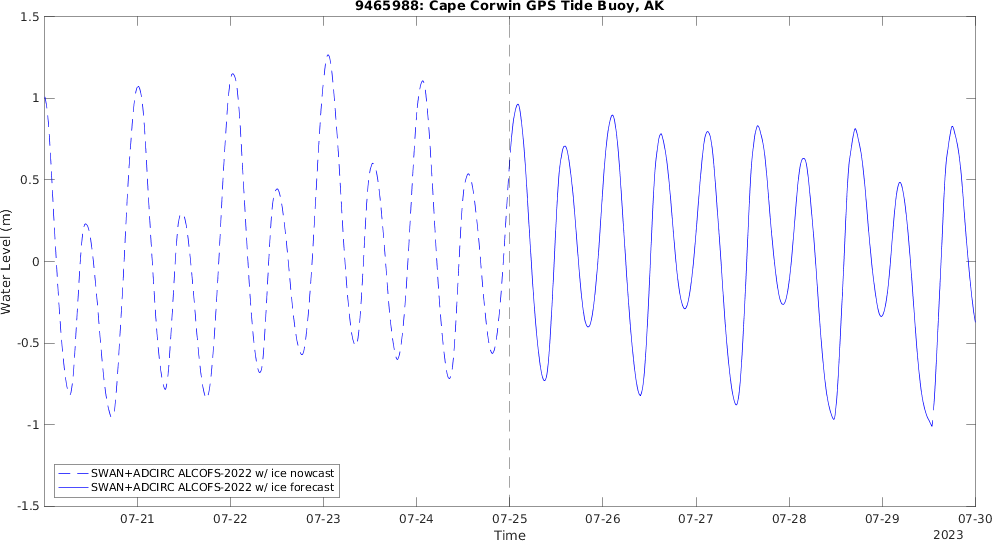 9465988: Cape Corwin GPS Tide Buoy, AK
Water Level (m)
1.5
1
0.5
0
-0.5
-1
-1.5
SWAN+ADCIRC ALCOFS-2022 w/ ice nowcast
SWAN+ADCIRC ALCOFS-2022 w/ ice forecast
07-21 07-22 07-23 07-24 07-25 07-26 07-27 07-28 07-29 07-30
Time
2023